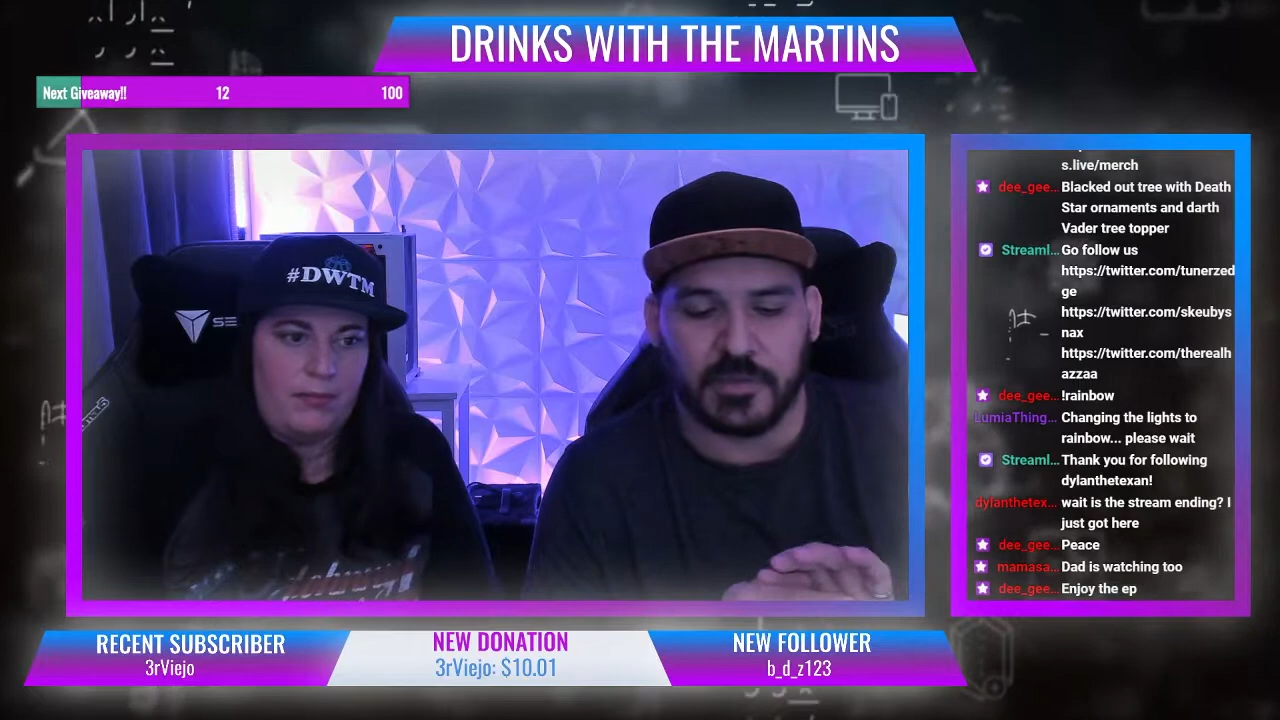 DRINKS WITH THE MARTINS
Next Giveaway!! 12 100
#DWTM
SE
s.live/merch
dee_gee... Blacked out tree with Death
Star ornaments and darth
Vader tree topper
Streaml... Go follow us
https://twitter.com/tunerzed
ge
https://twitter.com/skeubys
nax
https://twitter.com/therealh
azzaa
dee_gee... !rainbow
LumiaThing... Changing the lights to
rainbow... please wait
Streaml... Thank you for following
dylanthetexan!
dylanthetex... wait is the stream ending? I
just got here
dee_gee... Peace
mamasa... Dad is watching too
dee_gee... Enjoy the ep
RECENT SUBSCRIBER
3rViejo
NEW DONATION
3rViejo: $10.01
NEW FOLLOWER
b_d_z123